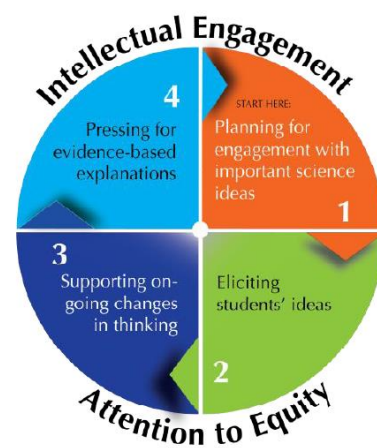 Intellectual Engagement
START HERE:
Planning for
engagement with
important science
ideas
1
Eliciting
students' ideas
2
3
Supporting on-
going changes
in thinking
4
Pressing for
evidence-based
explanations
Attention to Equity